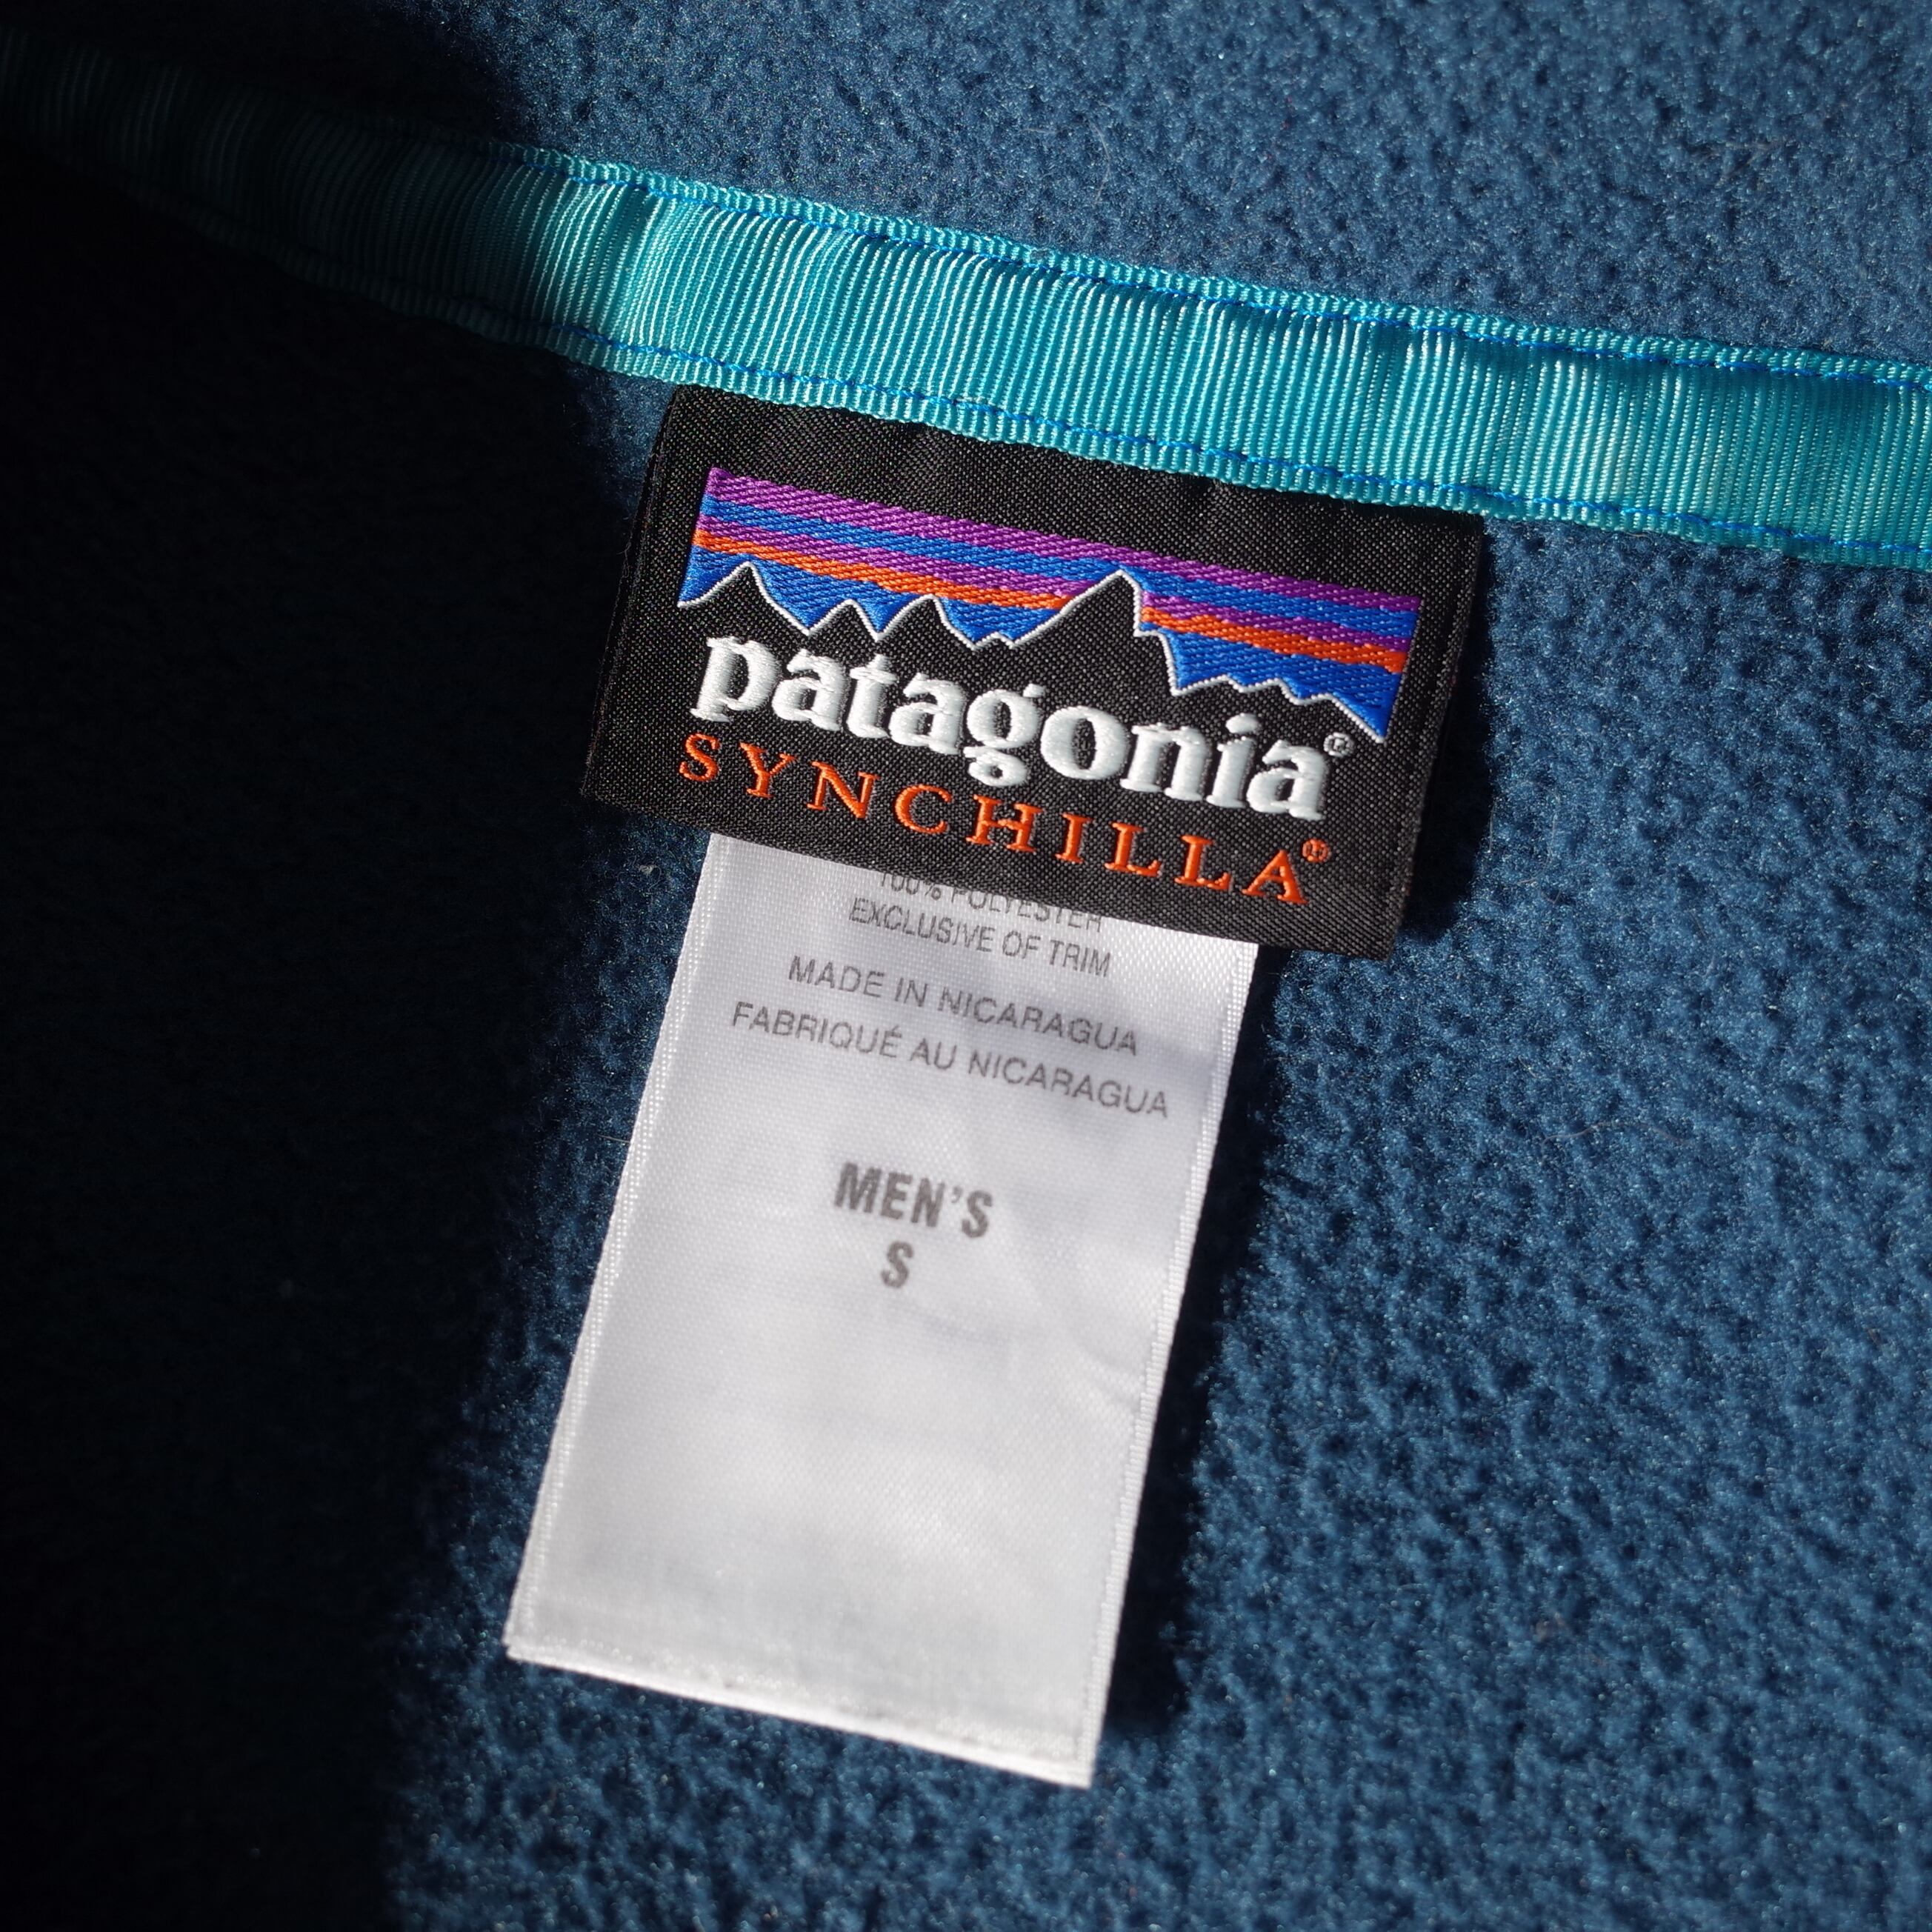 patagonia®
SYNCHILLA®
100% POLYESTER
EXCLUSIVE OF TRIM
MADE IN NICARAGUA
FABRIQUÉ AU NICARAGUA
MEN'S
S